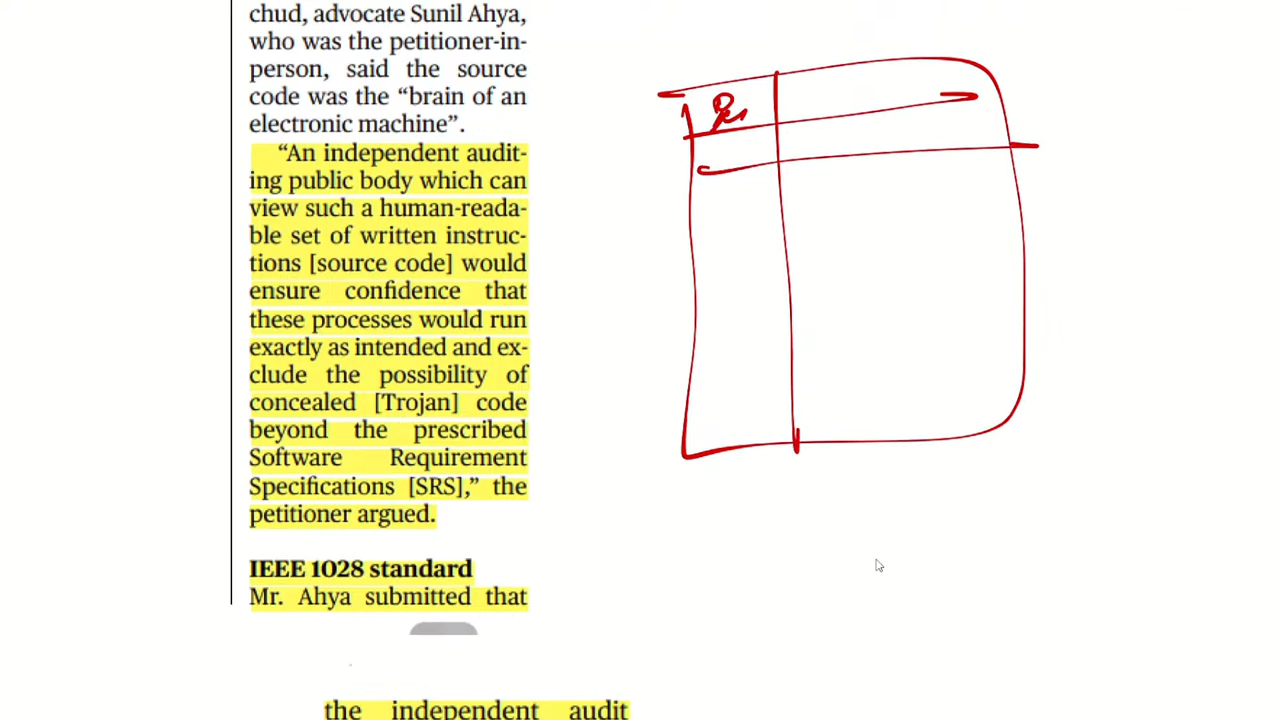 chud, advocate Sunil Ahya,
who was the petitioner-in-
person, said the source
code was the “brain of an
electronic machine”.
“An independent audit-
ing public body which can
view such a human-reada-
ble set of written instruc-
tions [source code] would
ensure confidence that
these processes would run
exactly as intended and ex-
clude the possibility of
concealed [Trojan] code
beyond the prescribed
Software Requirement
Specifications [SRS],” the
petitioner argued.
IEEE 1028 standard
Mr. Ahya submitted that
the independent audit